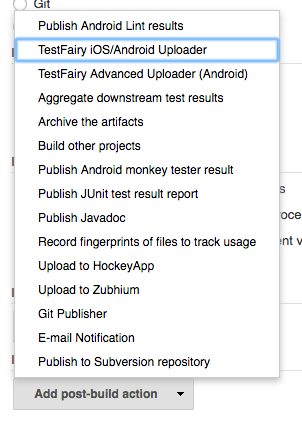 Git
Publish Android Lint results
TestFairy iOS/Android Uploader
TestFairy Advanced Uploader (Android)
Aggregate downstream test results
Archive the artifacts
Build other projects
Publish Android monkey tester result
Publish JUnit test result report
Publish Javadoc
Record fingerprints of files to track usage
Upload to HockeyApp
Upload to Zubhium
Git Publisher
E-mail Notification
Publish to Subversion repository
Add post-build action